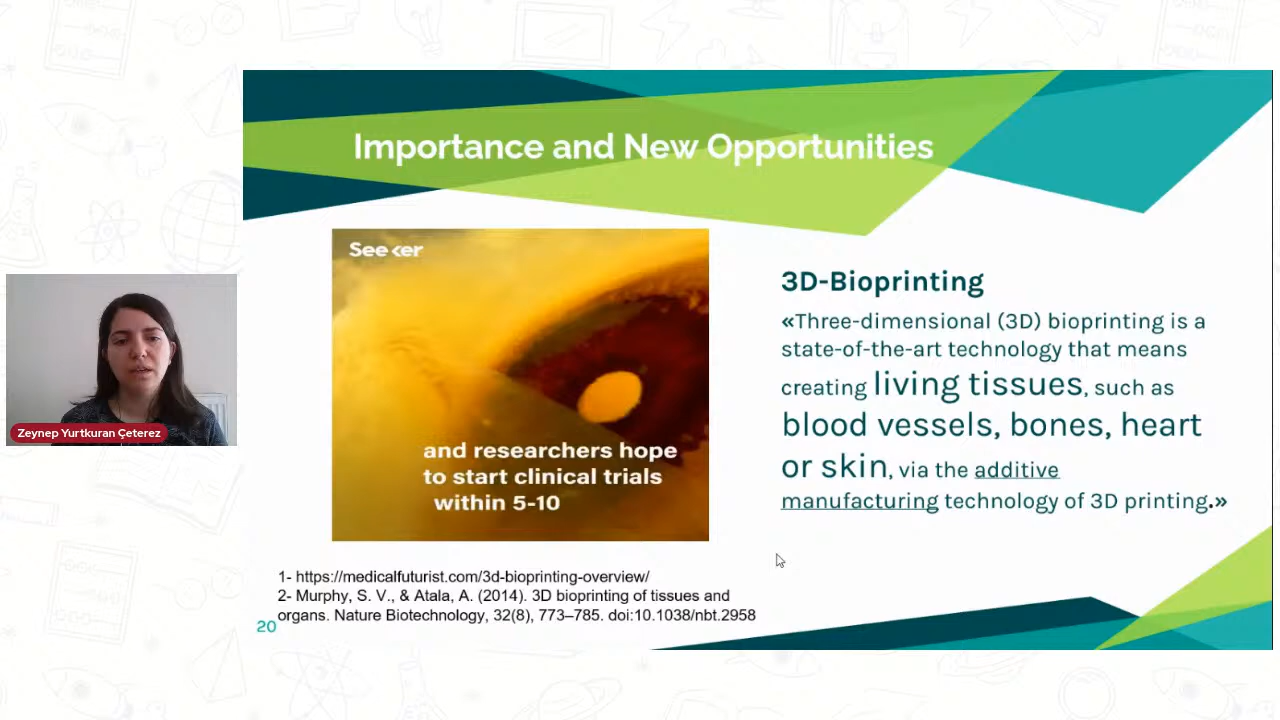 Importance and New Opportunities
Seeker
and researchers hope
to start clinical trials
within 5-10
3D-Bioprinting
«Three-dimensional (3D) bioprinting is a
state-of-the-art technology that means
creating living tissues, such as
blood vessels, bones, heart
or skin, via the additive
manufacturing technology of 3D printing.»
Zeynep Yurtkuran Çeterez
1- https://medicalfuturist.com/3d-bioprinting-overview/
2- Murphy, S. V., & Atala, A. (2014). 3D bioprinting of tissues and
organs. Nature Biotechnology, 32(8), 773–785. doi:10.1038/nbt.2958
20